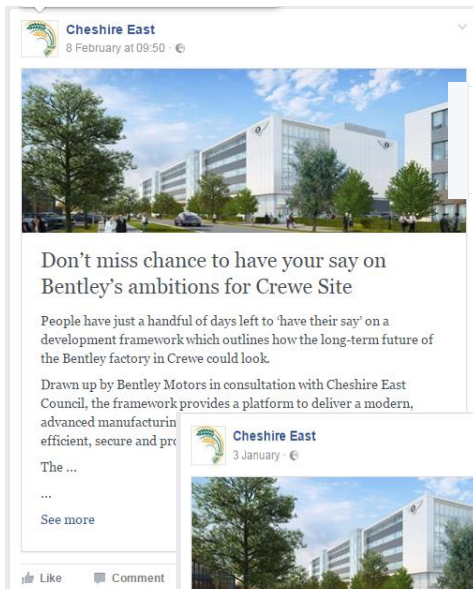 Cheshire East
8 February at 09:50 ·
Don't miss chance to have your say on
Bentley's ambitions for Crewe Site
People have just a handful of days left to 'have their say' on a
development framework which outlines how the long-term future of
the Bentley factory in Crewe could look.
Drawn up by Bentley Motors in consultation with Cheshire East
Council, the framework provides a platform to deliver a modern,
advanced manufacturin
efficient, secure and pro
The ...
...
See more
Like
Comment
Cheshire East
3 January ·